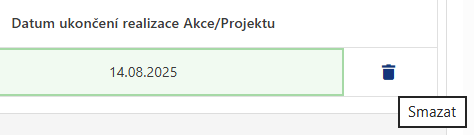 Datum ukončení realizace Akce/Projektu
14.08.2025
Smazat